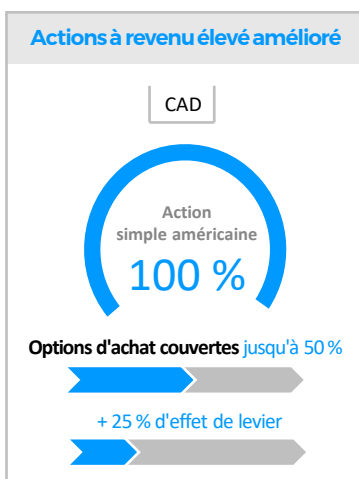 Actions à revenu élevé amélioré
CAD
Action
simple américaine
100 %
Options d'achat couvertes jusqu'à 50 %
+ 25 % d'effet de levier